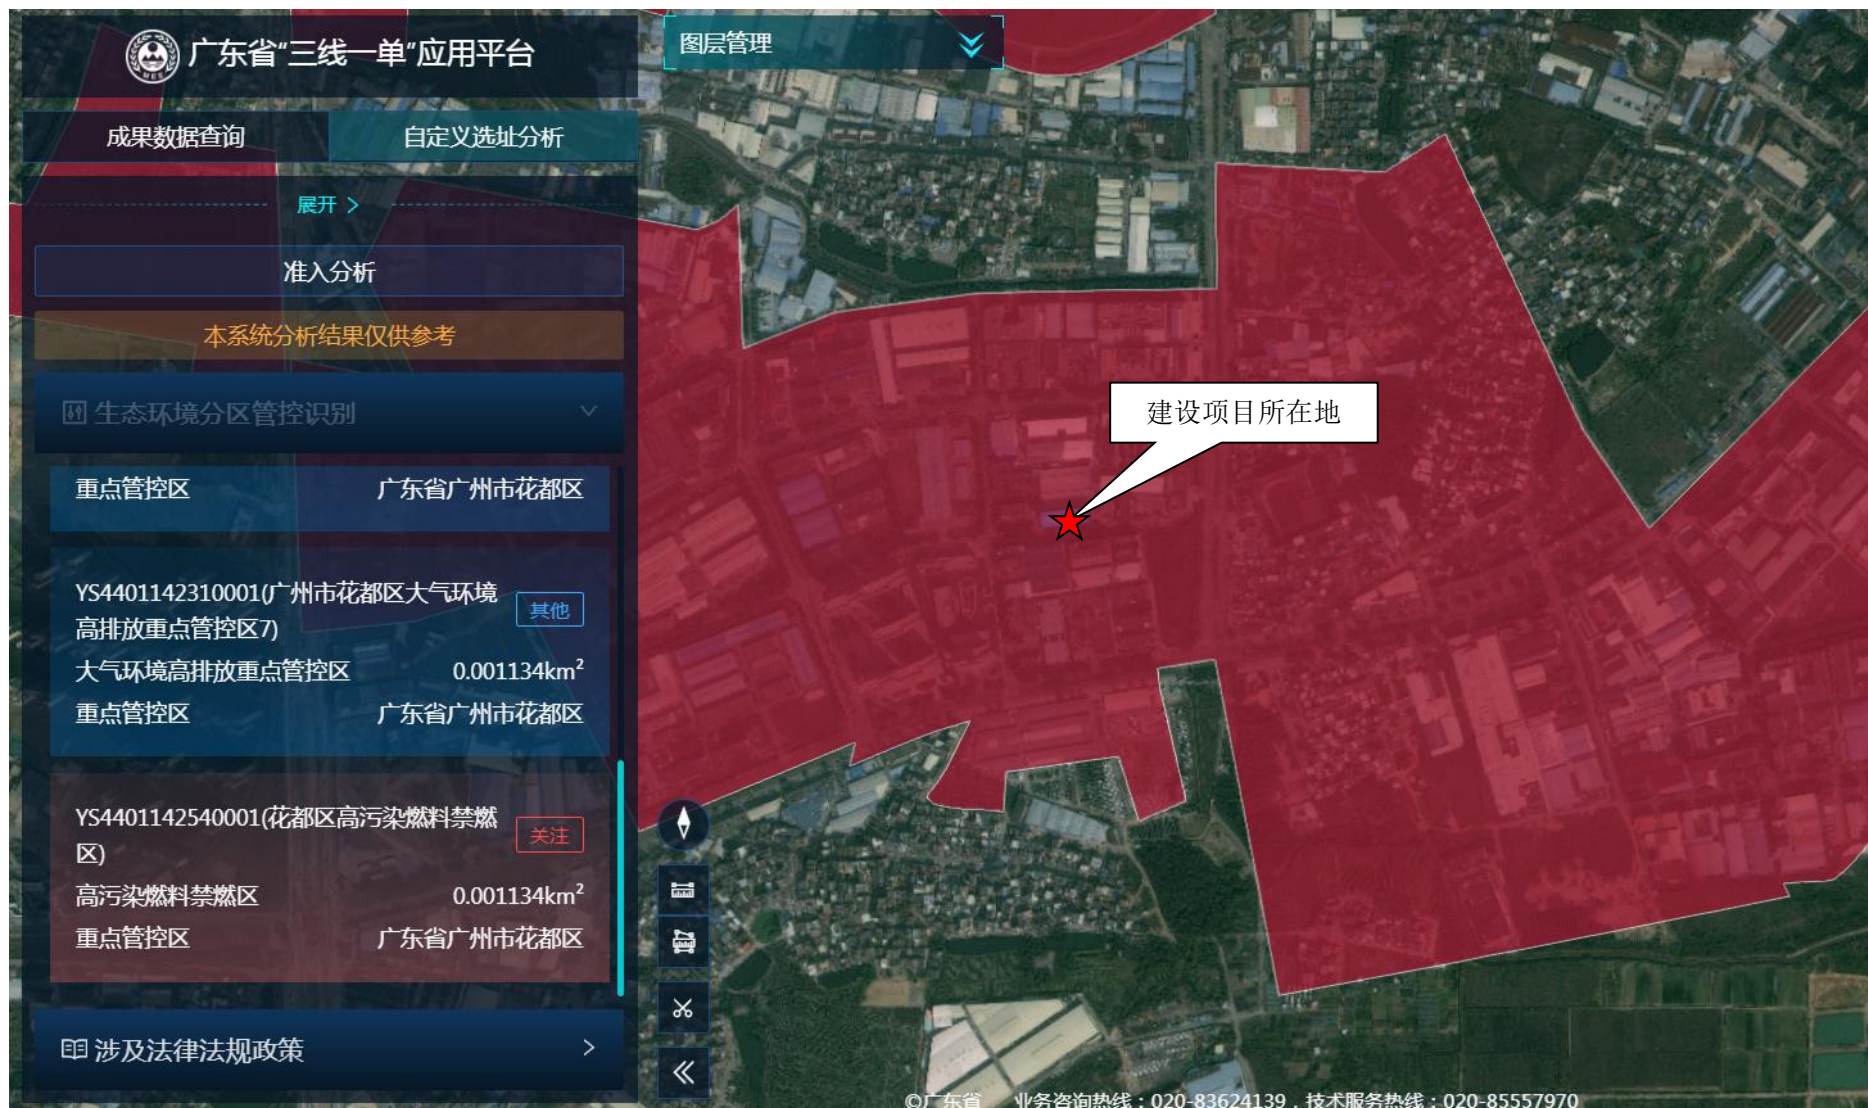 广东省"三线一单"应用平台
成果数据查询
自定义选址分析
展开 >
准入分析
本系统分析结果仅供参考
生态环境分区管控识别
重点管控区 广东省广州市花都区
YS4401142310001(广州市花都区大气环境
高排放重点管控区7)
其他
大气环境高排放重点管控区 0.001134km²
重点管控区 广东省广州市花都区
YS4401142540001(花都区高污染燃料禁燃
区)
关注
高污染燃料禁燃区 0.001134km²
重点管控区 广东省广州市花都区
涉及法律法规政策
图层管理
建设项目所在地
©广东省 业务咨询热线：020-83624139，技术服务热线：020-85557970